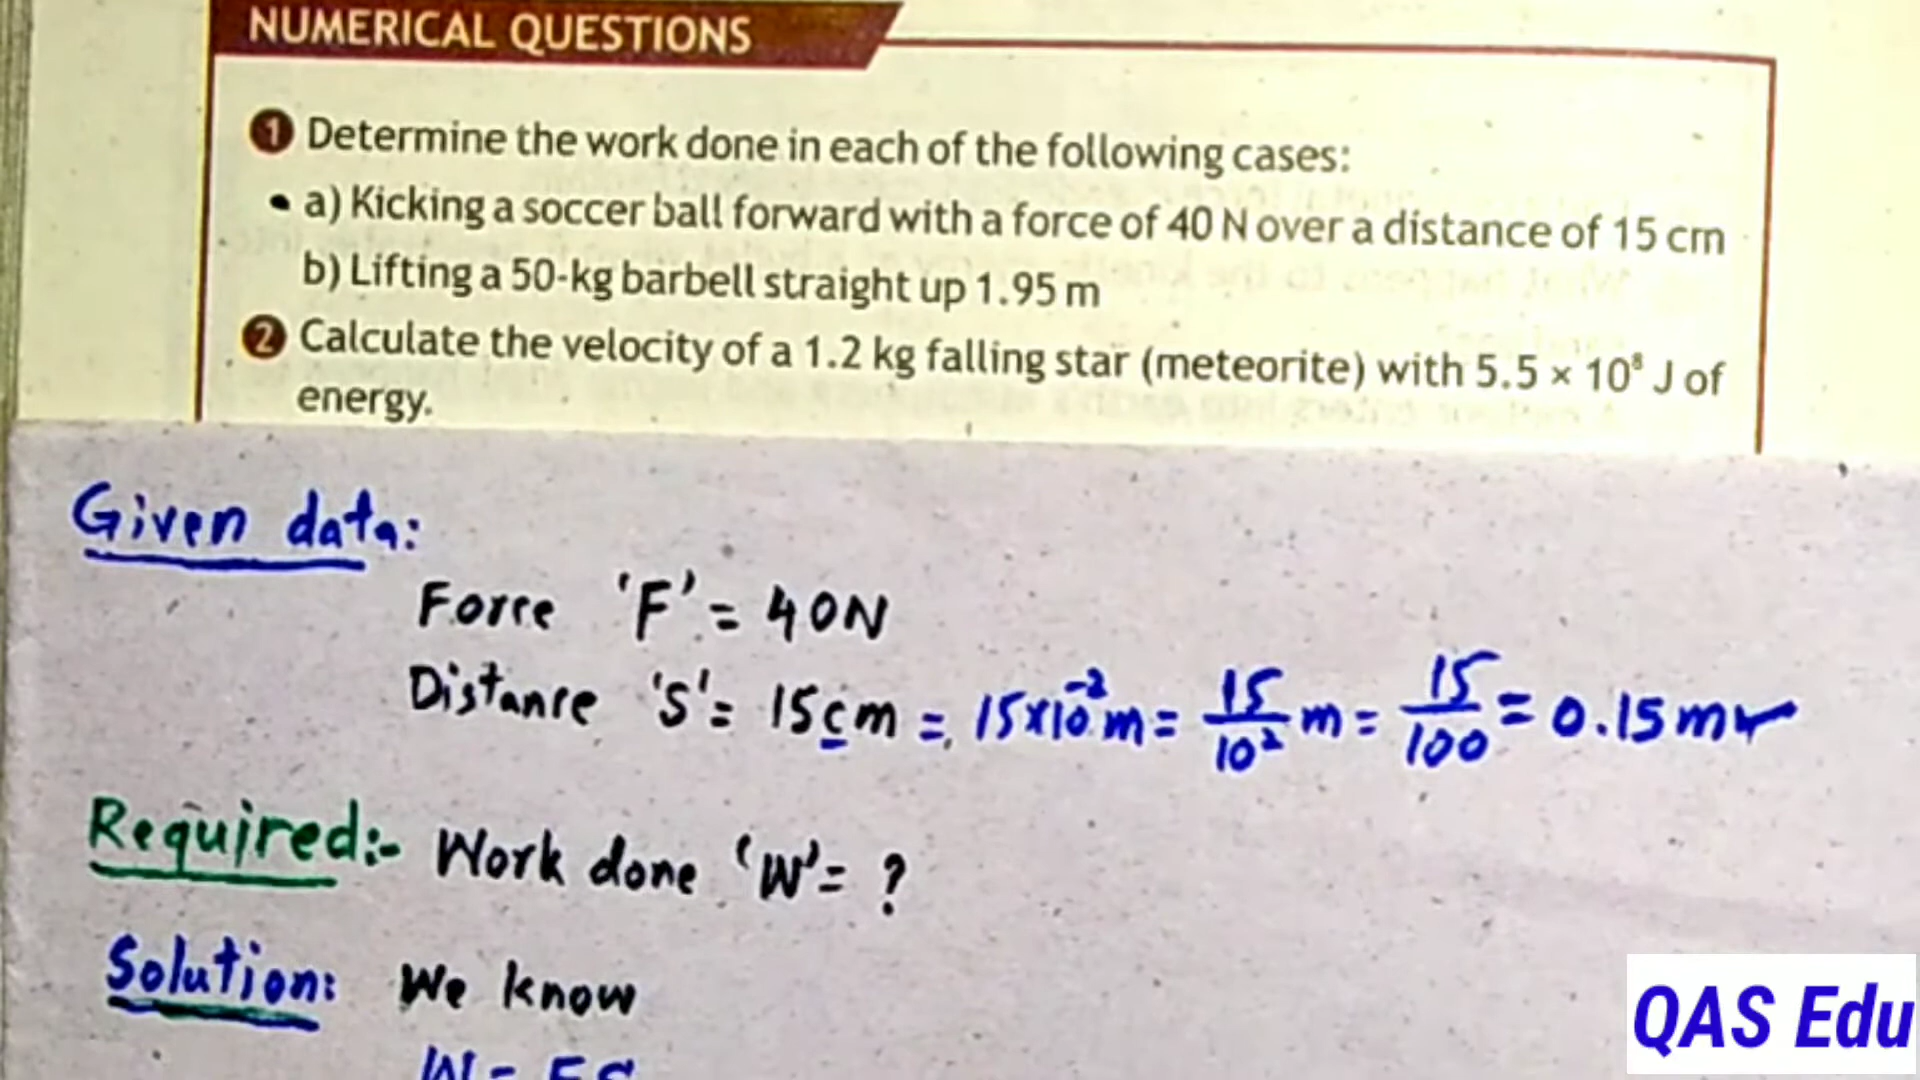 NUMERICAL QUESTIONS
1 Determine the work done in each of the following cases:
a) Kicking a soccer ball forward with a force of 40 N over a distance of 15 cm
b) Lifting a 50-kg barbell straight up 1.95 m
2 Calculate the velocity of a 1.2 kg falling star (meteorite) with 5.5 × 10⁸ J of
energy.
Given data:
Force 'F' = 40N
Distance 'S' = 15cm = 15×10⁻²m = 15/10² m = 15/100 = 0.15m
Required:- Work done 'W' = ?
Solution: We know
W = FS
QAS Edu